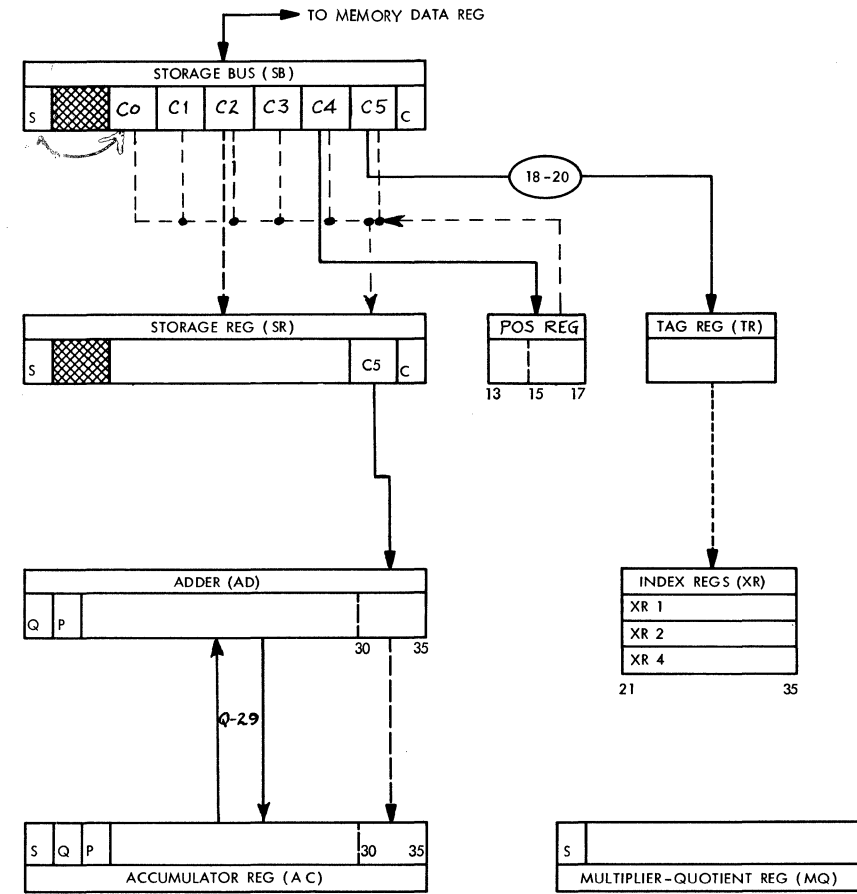 TO MEMORY DATA REG
STORAGE BUS (SB)
S C0 C1 C2 C3 C4 C5 C
18-20
STORAGE REG (SR)
S C5 C
POS REG
13 15 17
TAG REG (TR)
ADDER (AD)
Q P
30 35
INDEX REGS (XR)
XR 1
XR 2
XR 4
21 35
Q-29
S Q P 30 35
ACCUMULATOR REG (AC)
S
MULTIPLIER-QUOTIENT REG (MQ)